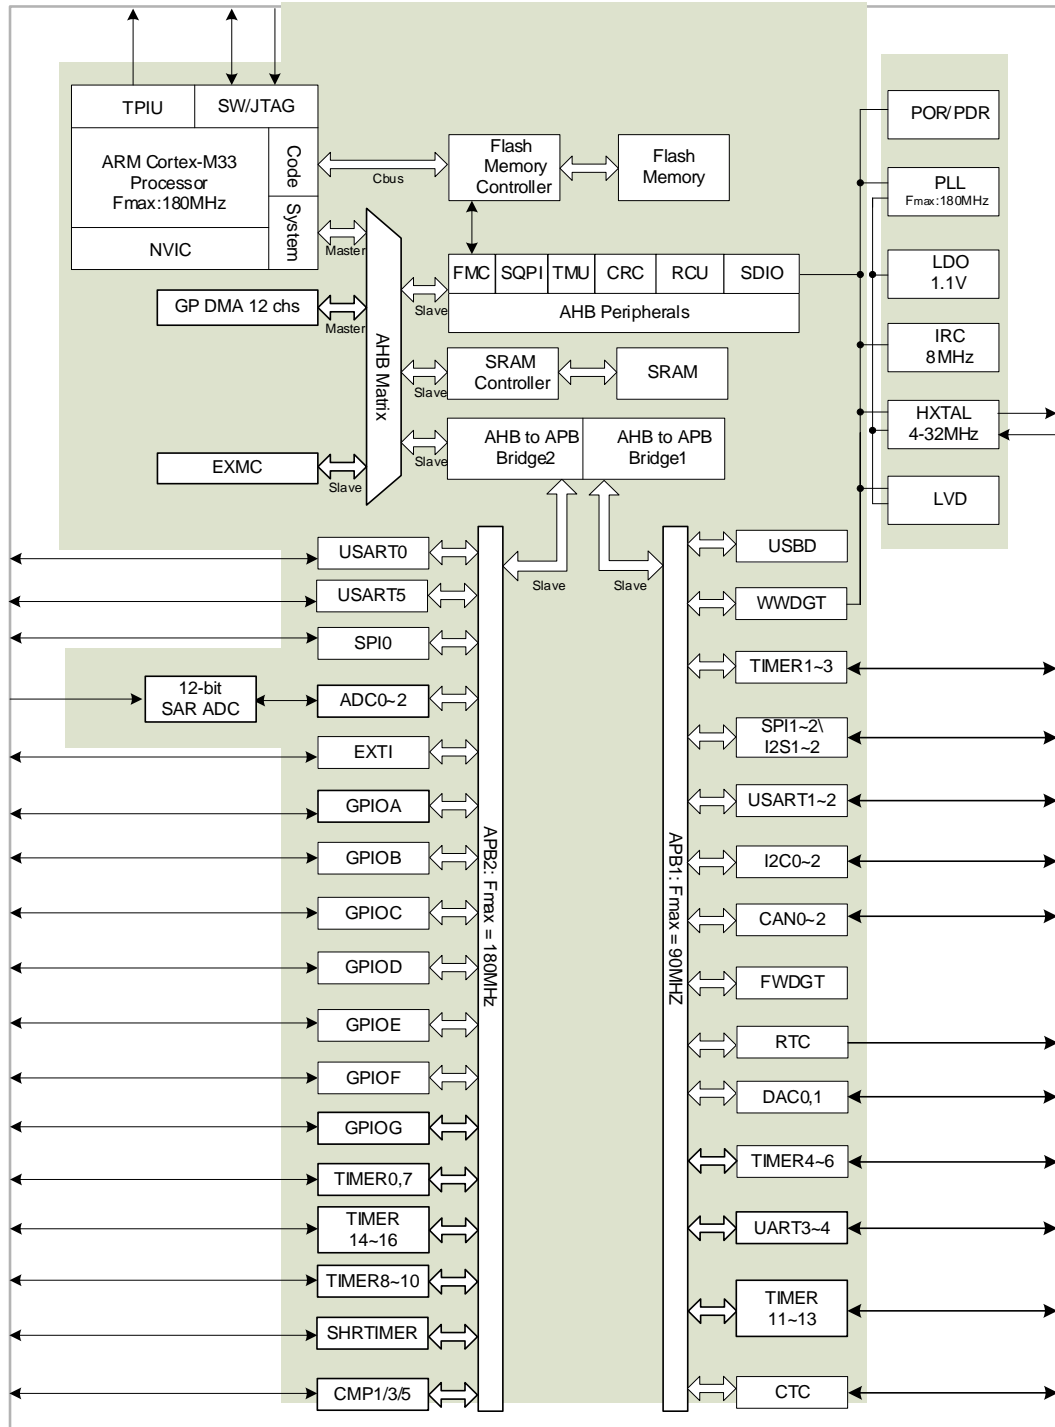 TPIU
SW/JTAG
ARM Cortex-M33
Processor
Fmax:180MHz
Code
System
NVIC
Cbus
Flash
Memory
Controller
Flash
Memory
Master
GP DMA 12 chs
Master
AHB Matrix
Slave
FMC
SQPI
TMU
CRC
RCU
SDIO
AHB Peripherals
Slave
SRAM
Controller
SRAM
EXMC
Slave
Slave
AHB to APB
Bridge2
AHB to APB
Bridge1
POR/PDR
PLL
Fmax:180MHz
LDO
1.1V
IRC
8MHz
HXTAL
4-32MHz
LVD
Slave
Slave
USART0
USART5
SPI0
12-bit
SAR ADC
ADC0~2
EXTI
GPIOA
GPIOB
GPIOC
GPIOD
GPIOE
GPIOF
GPIOG
TIMER0,7
TIMER
14~16
TIMER8~10
SHRTIMER
CMP1/3/5
APB2: Fmax = 180MHz
APB1: Fmax = 90MHZ
USBD
WWDGT
TIMER1~3
SPI1~2\
I2S1~2
USART1~2
I2C0~2
CAN0~2
FWDGT
RTC
DAC0,1
TIMER4~6
UART3~4
TIMER
11~13
CTC